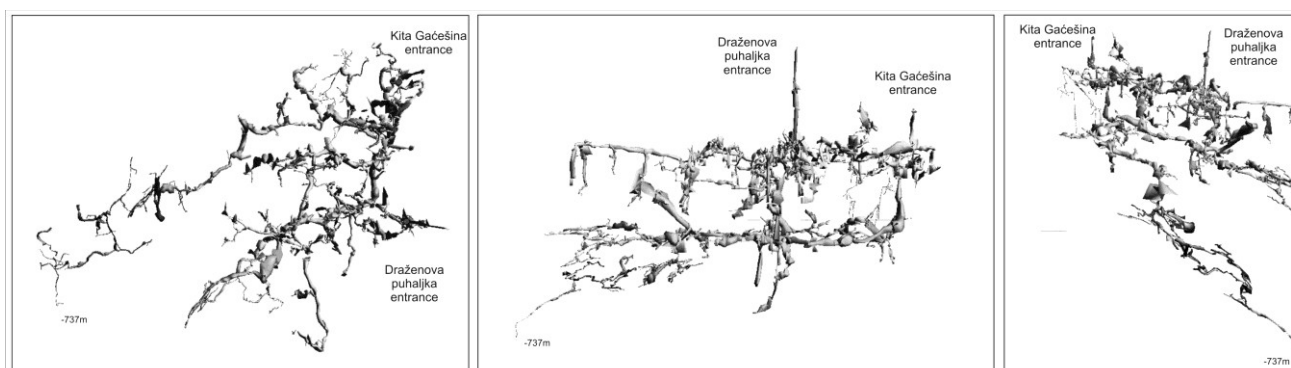 Kita Gaćešina
entrance
Draženova
puhaljka
entrance
-737m
Draženova
puhaljka
entrance
Kita Gaćešina
entrance
-737m
Kita Gaćešina
entrance
Draženova
puhaljka
entrance
-737m